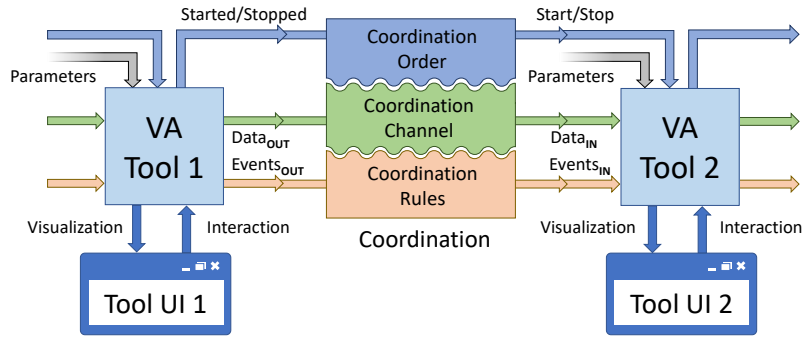 Started/Stopped
Start/Stop
Coordination
Order
Parameters
Parameters
VA
Tool 1
Coordination
Channel
VA
Tool 2
DataOUT
EventsOUT
DataIN
EventsIN
Coordination
Rules
Visualization
Interaction
Coordination
Visualization
Interaction
Tool UI 1
Tool UI 2